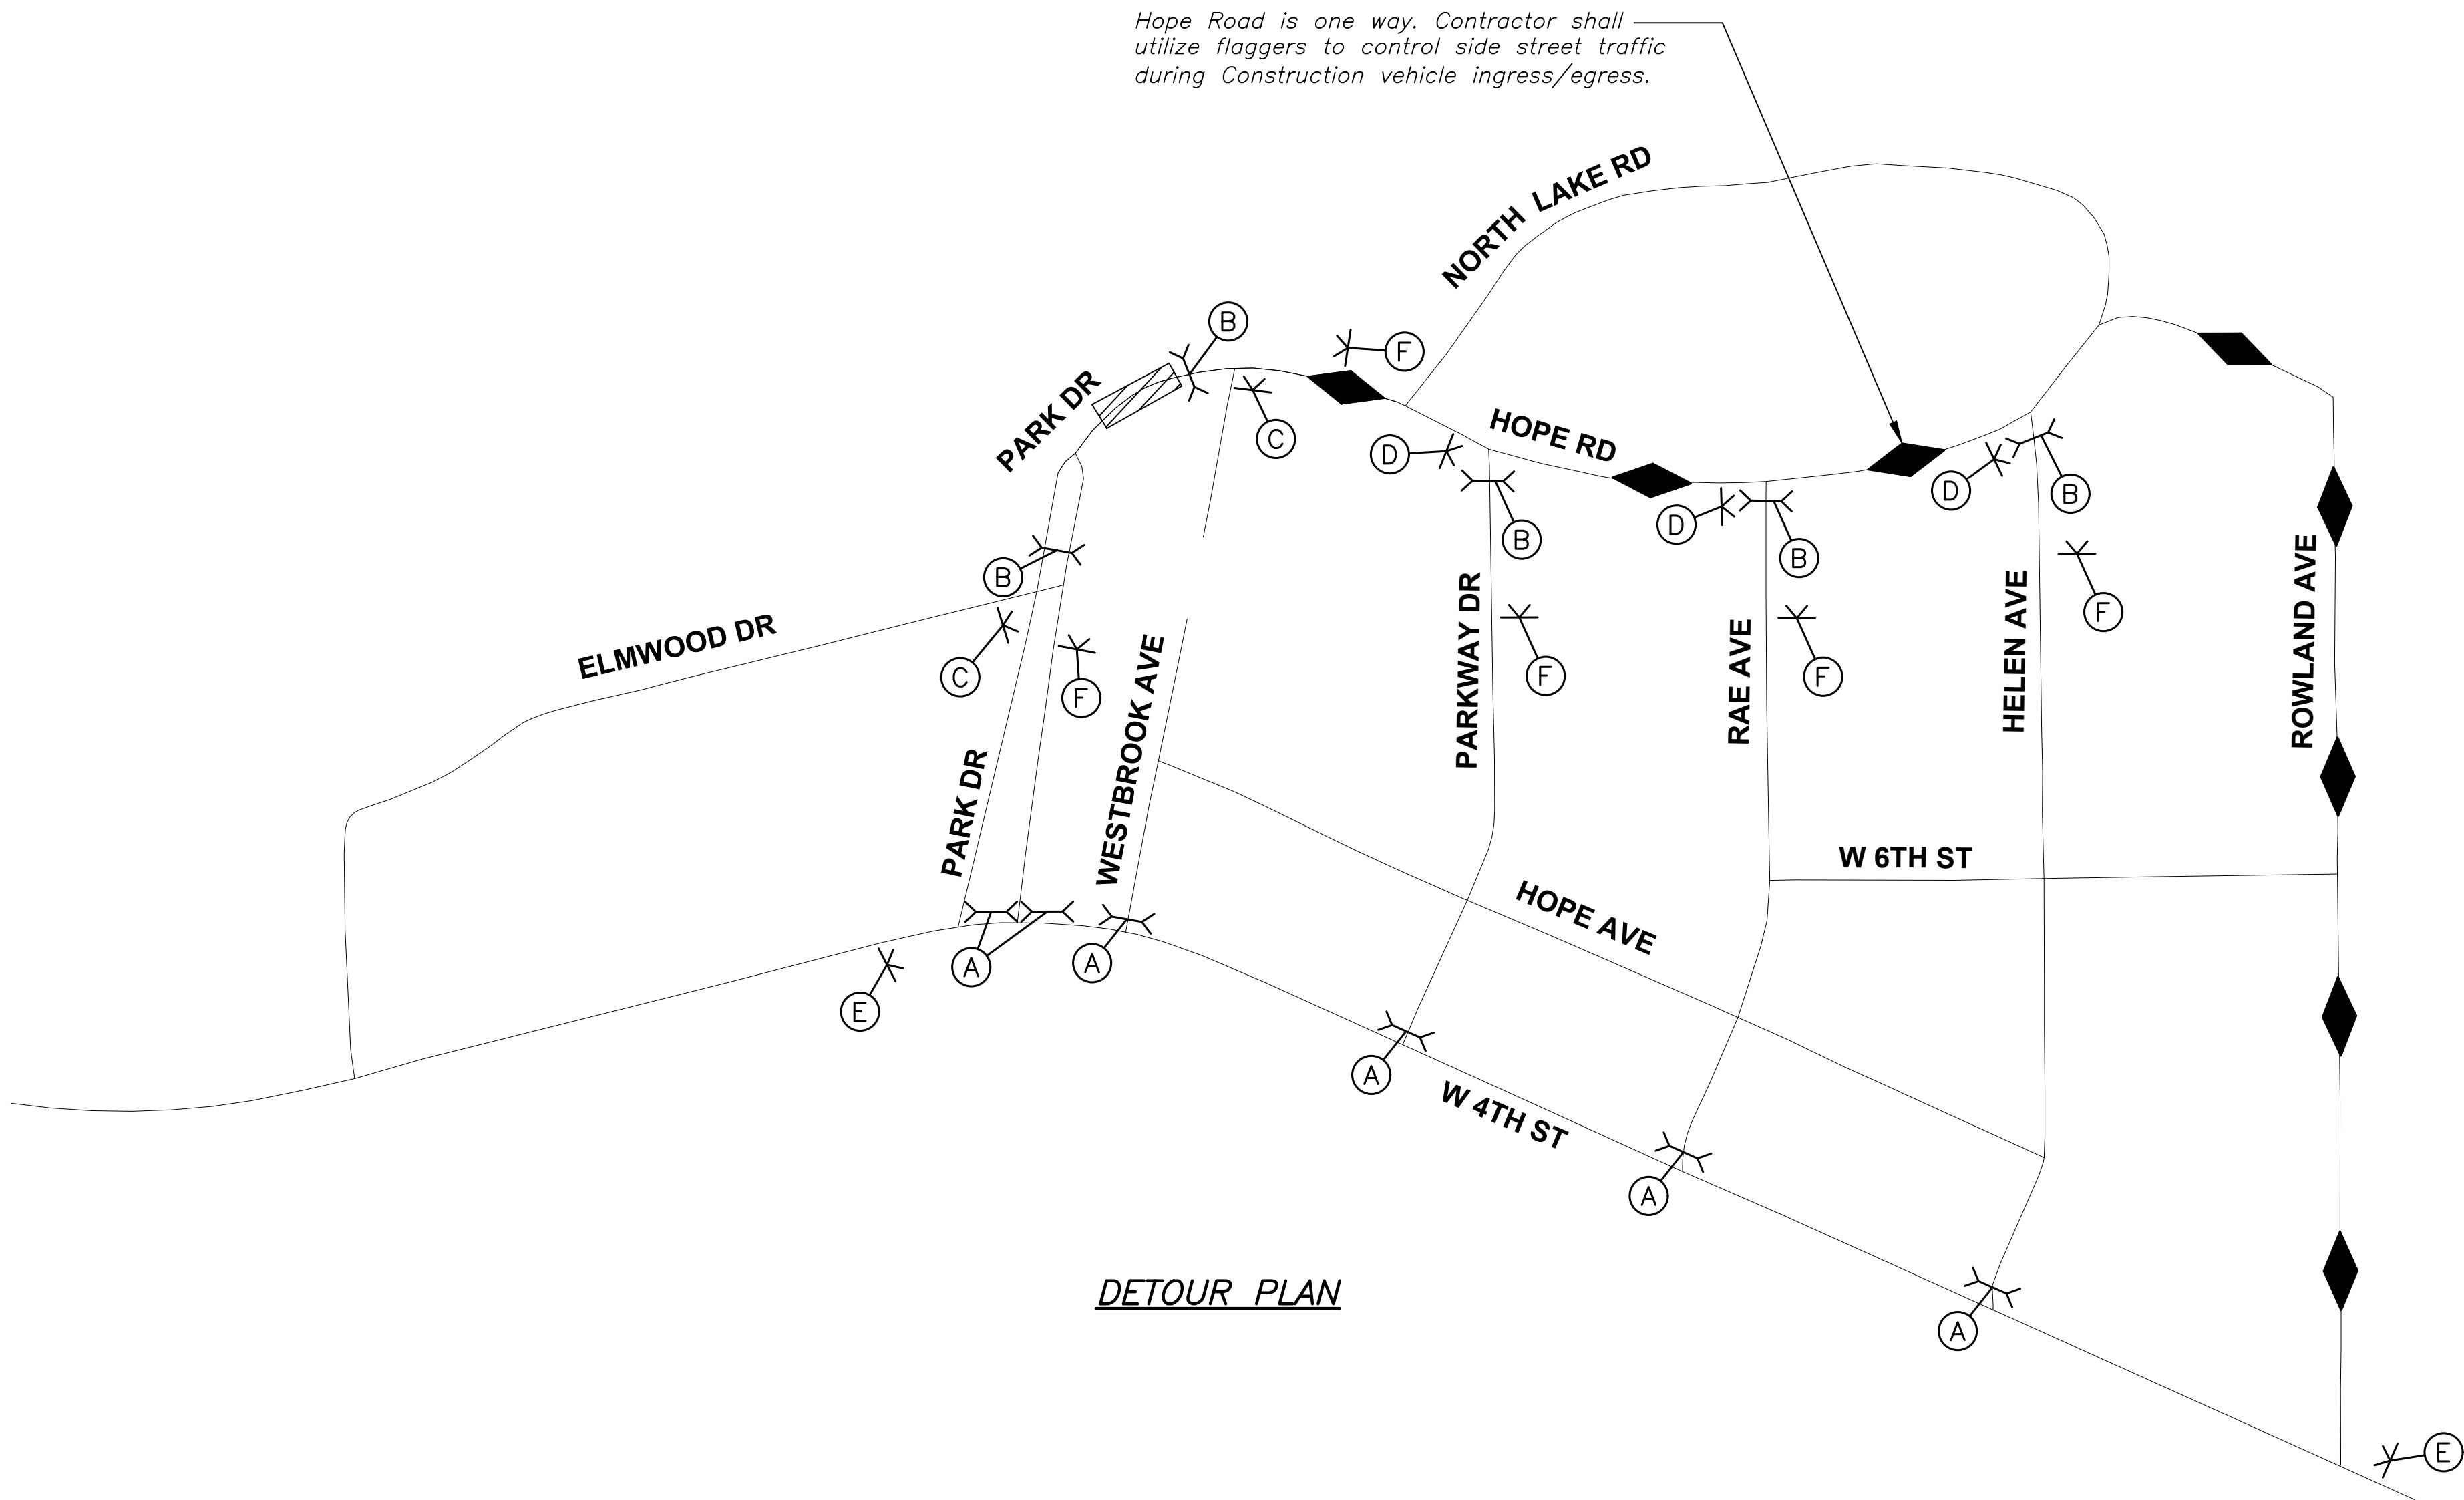 Hope Road is one way. Contractor shall
utilize flaggers to control side street traffic
during Construction vehicle ingress/egress.
NORTH LAKE RD
B
F
PARK DR
C
HOPE RD
D
D
D
B
B
B
B
ELMWOOD DR
C
F
F
F
F
PARK DR
WESTBROOK AVE
PARKWAY DR
RAE AVE
HELEN AVE
ROWLAND AVE
W 6TH ST
HOPE AVE
E
A
A
A
W 4TH ST
A
A
DETOUR PLAN
E